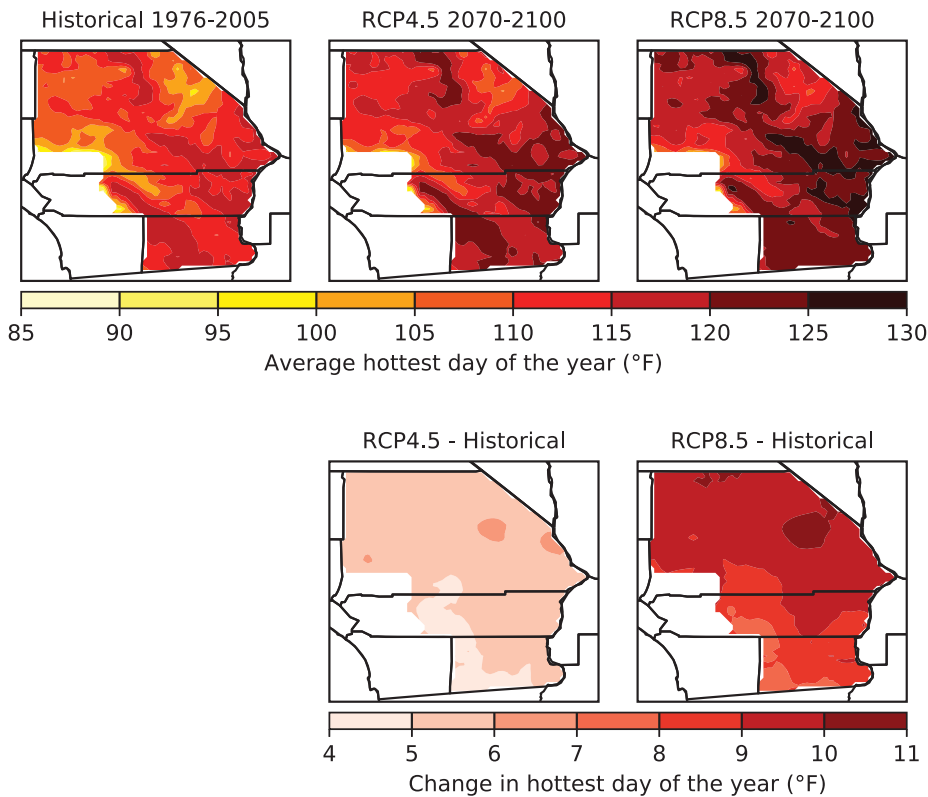 Historical 1976-2005 RCP4.5 2070-2100 RCP8.5 2070-2100
85 90 95 100 105 110 115 120 125 130
Average hottest day of the year (°F)
RCP4.5 - Historical RCP8.5 - Historical
4 5 6 7 8 9 10 11
Change in hottest day of the year (°F)